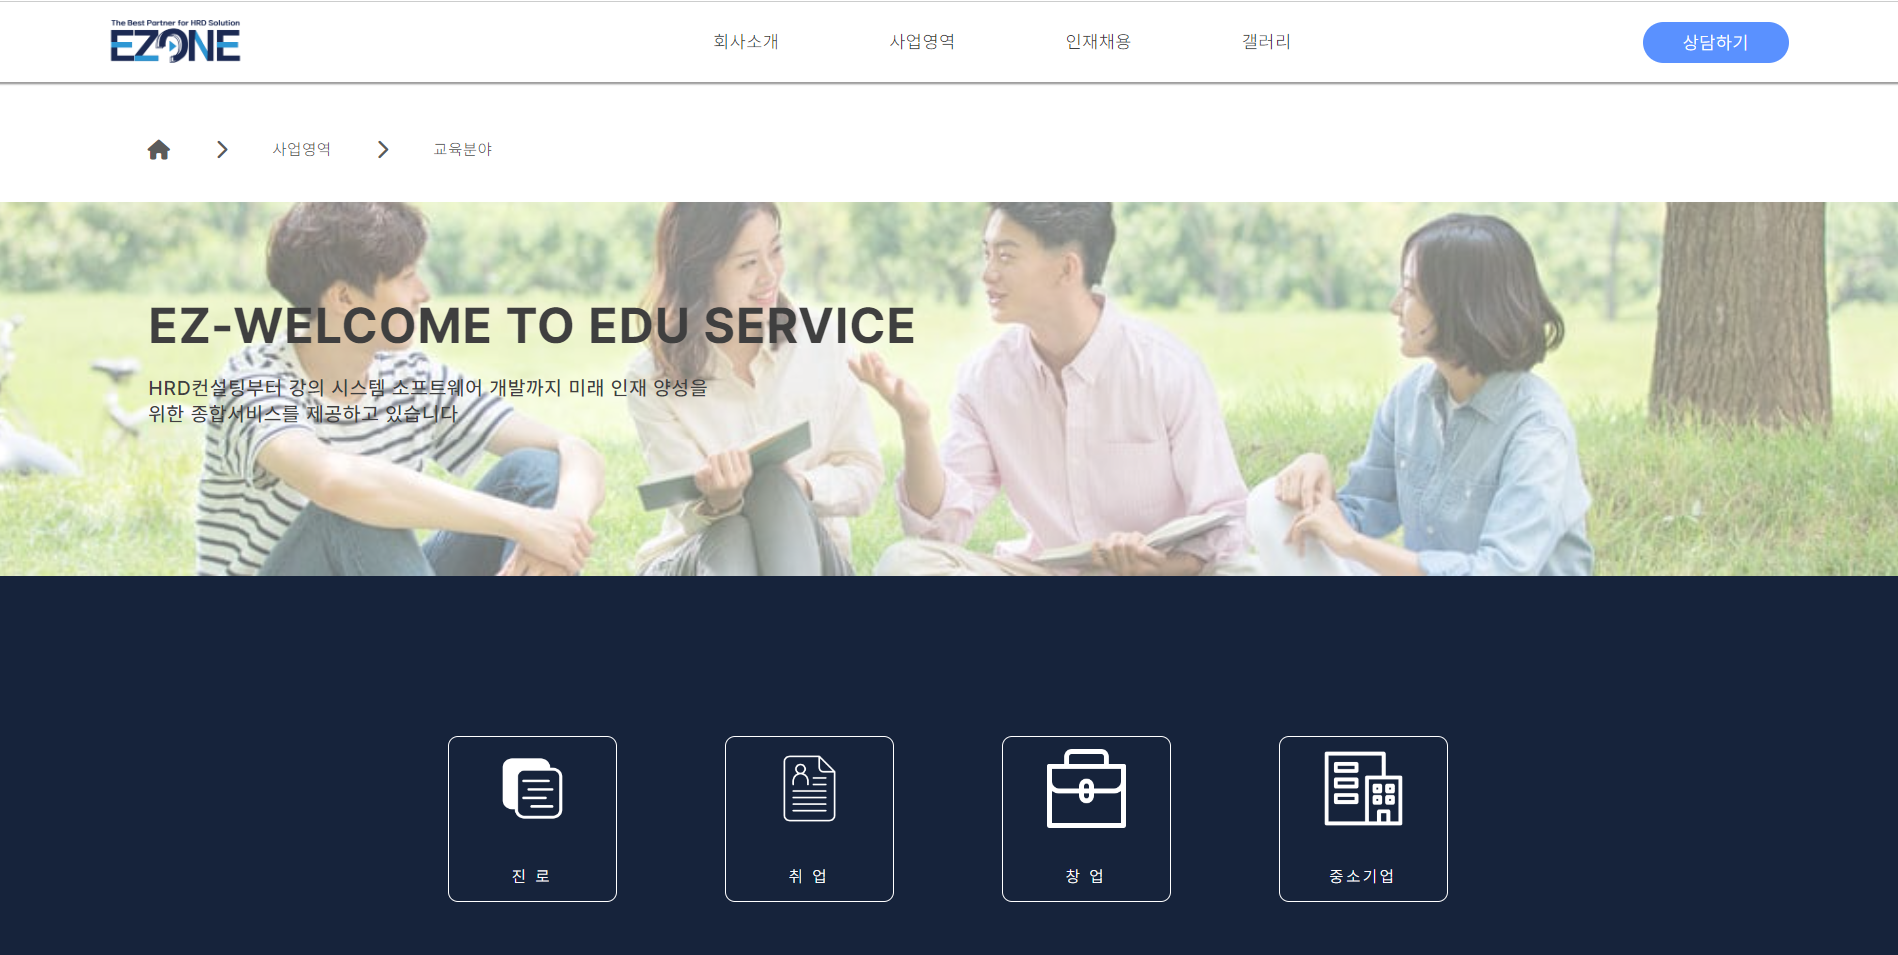 The Best Partner for HRD Solution
EZONE
회사소개
사업영역
인재채용
갤러리
상담하기
사업영역
교육분야
EZ-WELCOME TO EDU SERVICE
HRD컨설팅부터 강의 시스템 소프트웨어 개발까지 미래 인재 양성을
위한 종합서비스를 제공하고 있습니다
진 로
취 업
창 업
중소기업